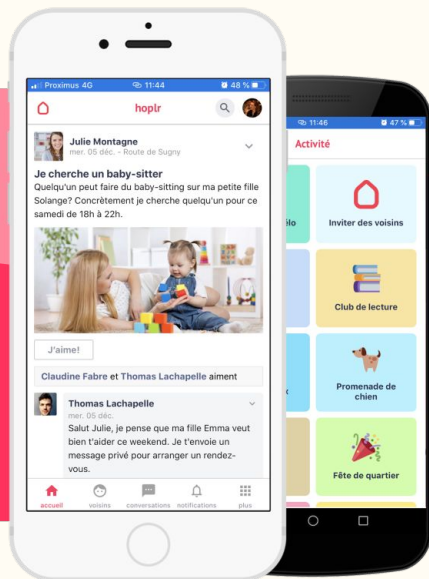 Proximus 4G 11:44 48 %
hoplr
Julie Montagne
mer. 05 déc. - Route de Sugny
Je cherche un baby-sitter
Quelqu'un peut faire du baby-sitting sur ma petite fille
Solange? Concrètement je cherche quelqu'un pour ce
samedi de 18h à 22h.
J'aime!
Claudine Fabre et Thomas Lachapelle aiment
Thomas Lachapelle
mer. 05 déc.
Salut Julie, je pense que ma fille Emma veut
bien t'aider ce weekend. Je t'envoie un
message privé pour arranger un rendez-
vous.
accueil voisins conversations notifications plus
11:46 47 %
Activité
élo
Inviter des voisins
Club de lecture
Promenade de
chien
Fête de quartier